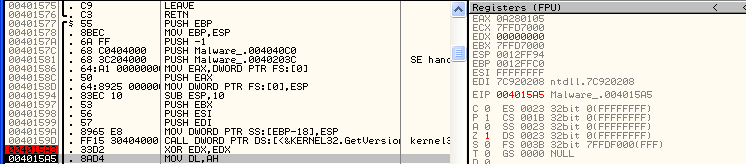 00401575 . C9 LEAVE
00401576 . C3 RETN
00401577 $ 55 PUSH EBP
00401578 . 8BEC MOV EBP,ESP
0040157A . 6A FF PUSH -1
0040157C . 68 C0404000 PUSH Malware_.004040C0
00401581 . 68 3C204000 PUSH Malware_.0040203C SE hand
00401586 . 64:A1 00000000 MOV EAX,DWORD PTR FS:[0]
0040158C . 50 PUSH EAX
0040158D . 64:8925 000000 MOV DWORD PTR FS:[0],ESP
00401594 . 83EC 10 SUB ESP,10
00401597 . 53 PUSH EBX
00401598 . 56 PUSH ESI
00401599 . 57 PUSH EDI
0040159A . 8965 E8 MOV DWORD PTR SS:[EBP-18],ESP
0040159D . FF15 30404000 CALL DWORD PTR DS:[<&KERNEL32.GetVersion kernel3
004015A3 . 33D2 XOR EDX,EDX
004015A5 . 8AD4 MOV DL,AH
Registers (FPU) < <
EAX 0A280105
ECX 7FFD7000
EDX 00000000
EBX 7FFD7000
ESP 0012FF94
EBP 0012FFC0
ESI FFFFFFFF
EDI 7C920208 ntdll.7C920208
EIP 004015A5 Malware_.004015A5
C 0 ES 0023 32bit 0(FFFFFFFF)
P 1 CS 001B 32bit 0(FFFFFFFF)
A 0 SS 0023 32bit 0(FFFFFFFF)
Z 1 DS 0023 32bit 0(FFFFFFFF)
S 0 FS 003B 32bit 7FFDF000(FFF)
T 0 GS 0000 NULL